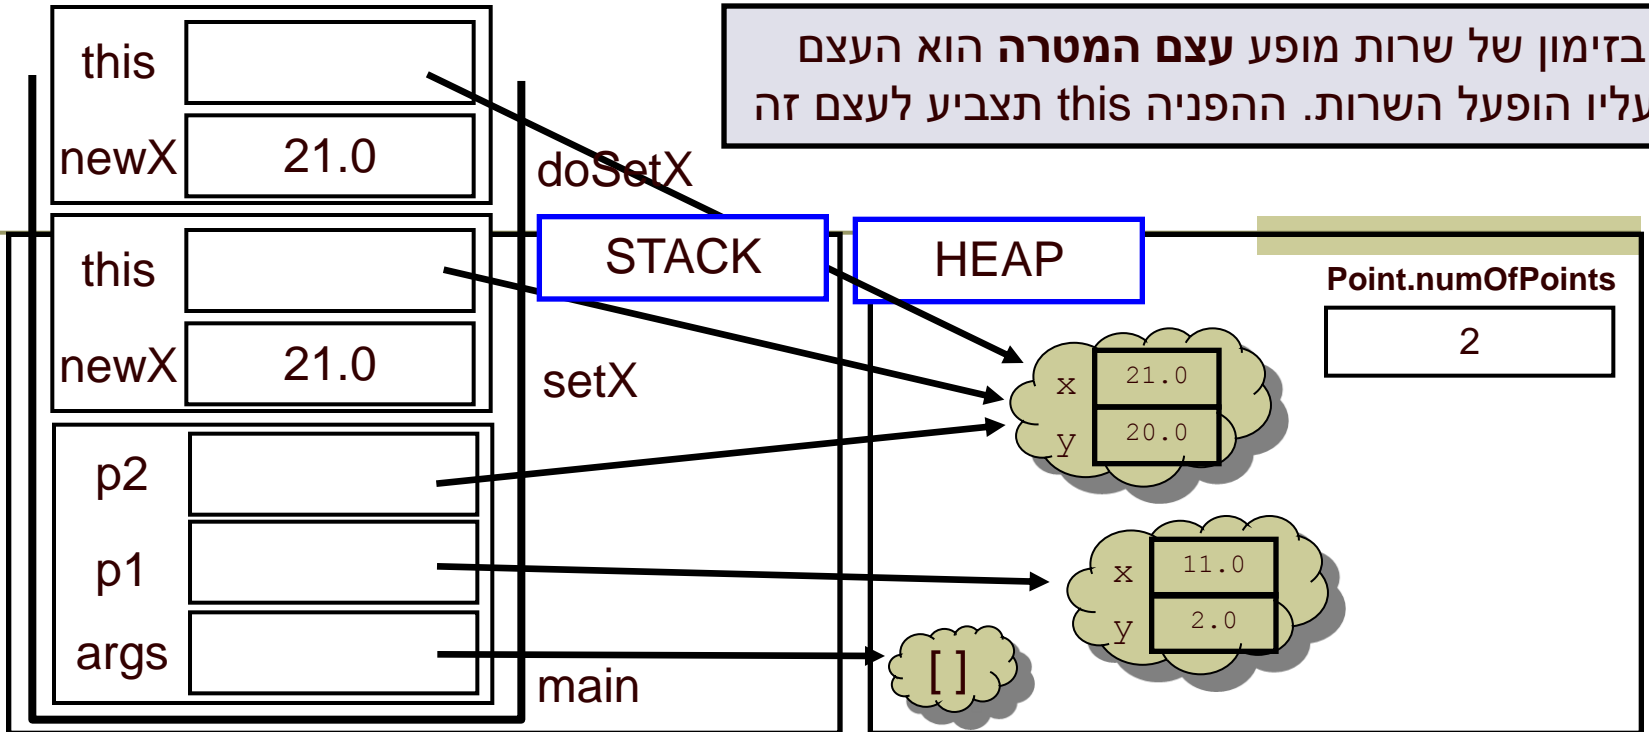 בזימון של שרות מופע עצם המטרה הוא העצם
עליו הופעל השרות. ההפניה this תצביע לעצם זה
this
newX 21.0
doSetX
STACK
HEAP
this
newX 21.0
setX
p2
p1
args
main
Point.numOfPoints
2
x 21.0
y 20.0
x 11.0
y 2.0
[ ]